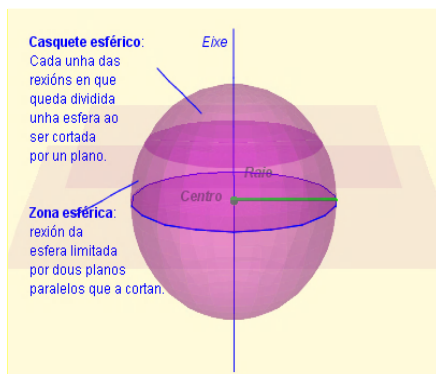 Casquete esférico:
Cada unha das
rexións en que
queda dividida
unha esfera ao
ser cortada
por un plano.
Eixe
Raio
Centro
Zona esférica:
rexión da
esfera limitada
por dous planos
paralelos que a cortan.